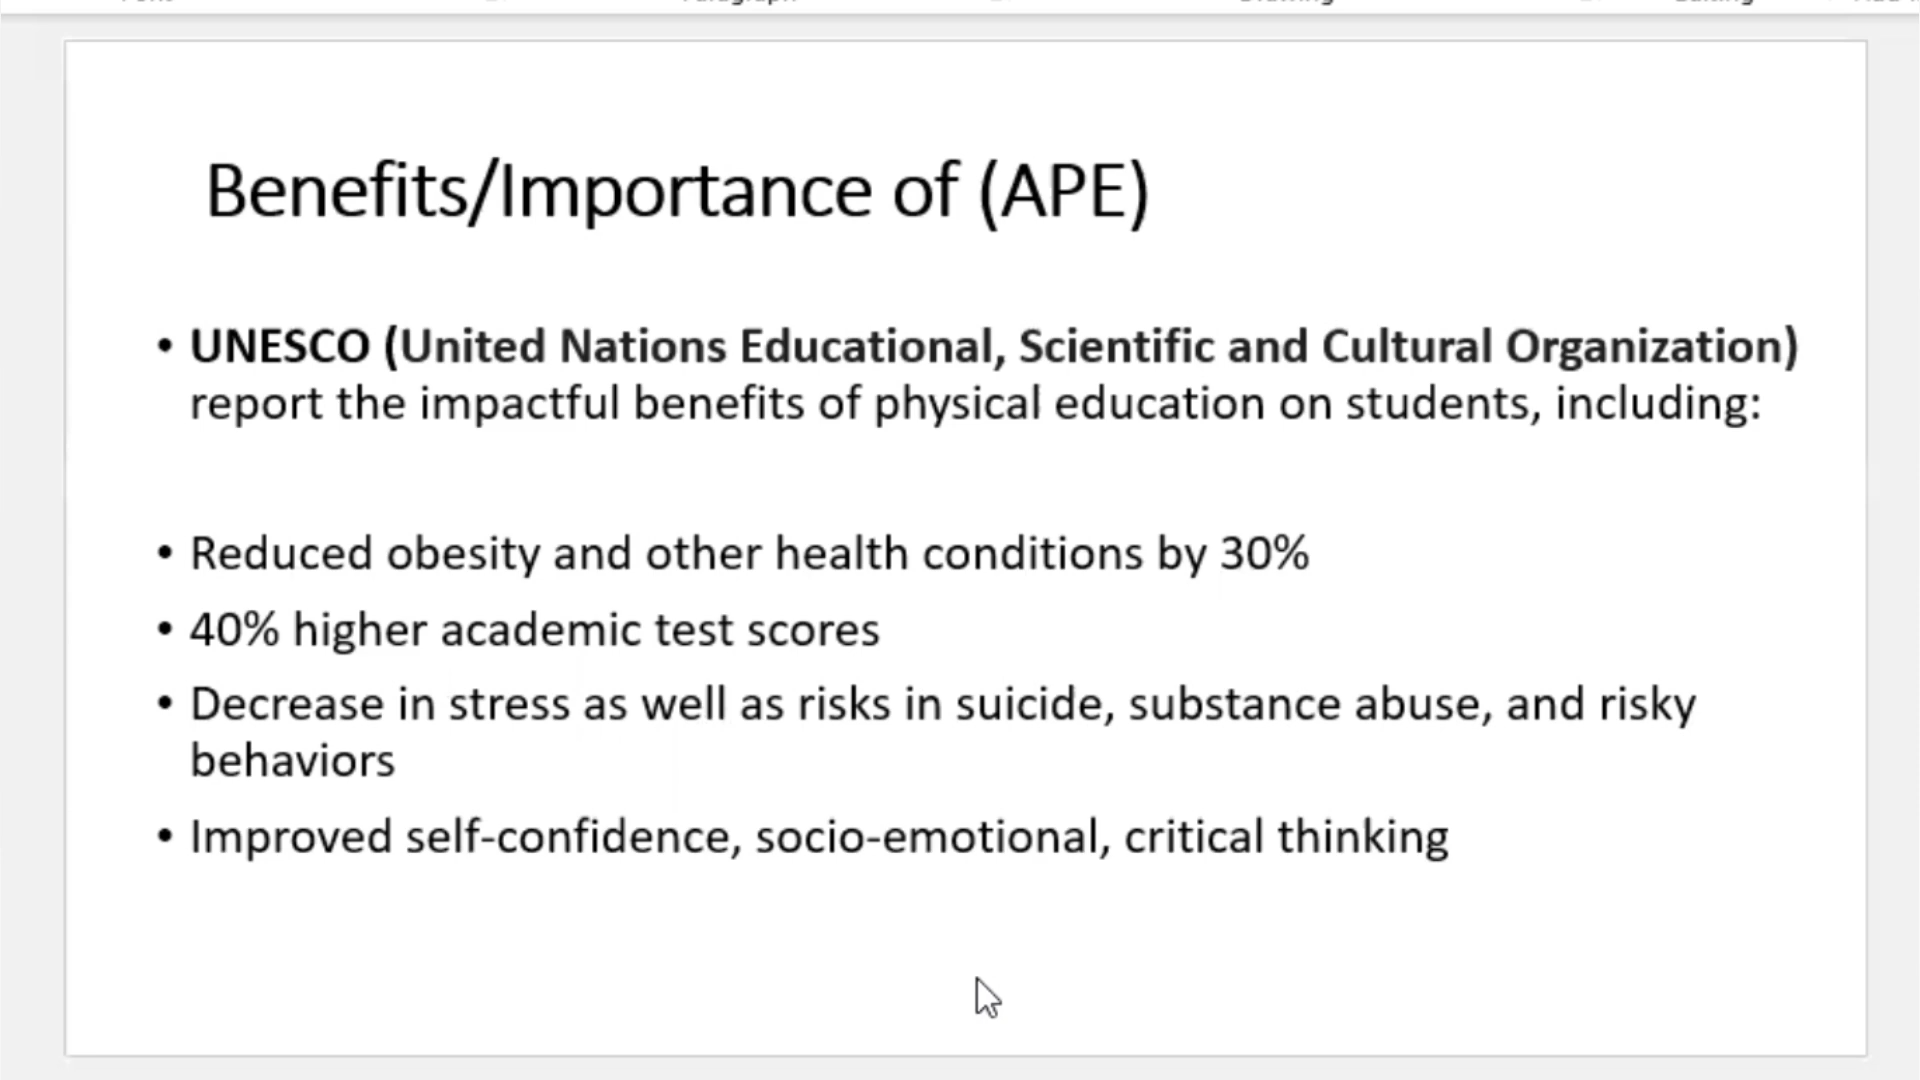 Benefits/Importance of (APE)
• UNESCO (United Nations Educational, Scientific and Cultural Organization)
report the impactful benefits of physical education on students, including:
• Reduced obesity and other health conditions by 30%
• 40% higher academic test scores
• Decrease in stress as well as risks in suicide, substance abuse, and risky
behaviors
• Improved self-confidence, socio-emotional, critical thinking